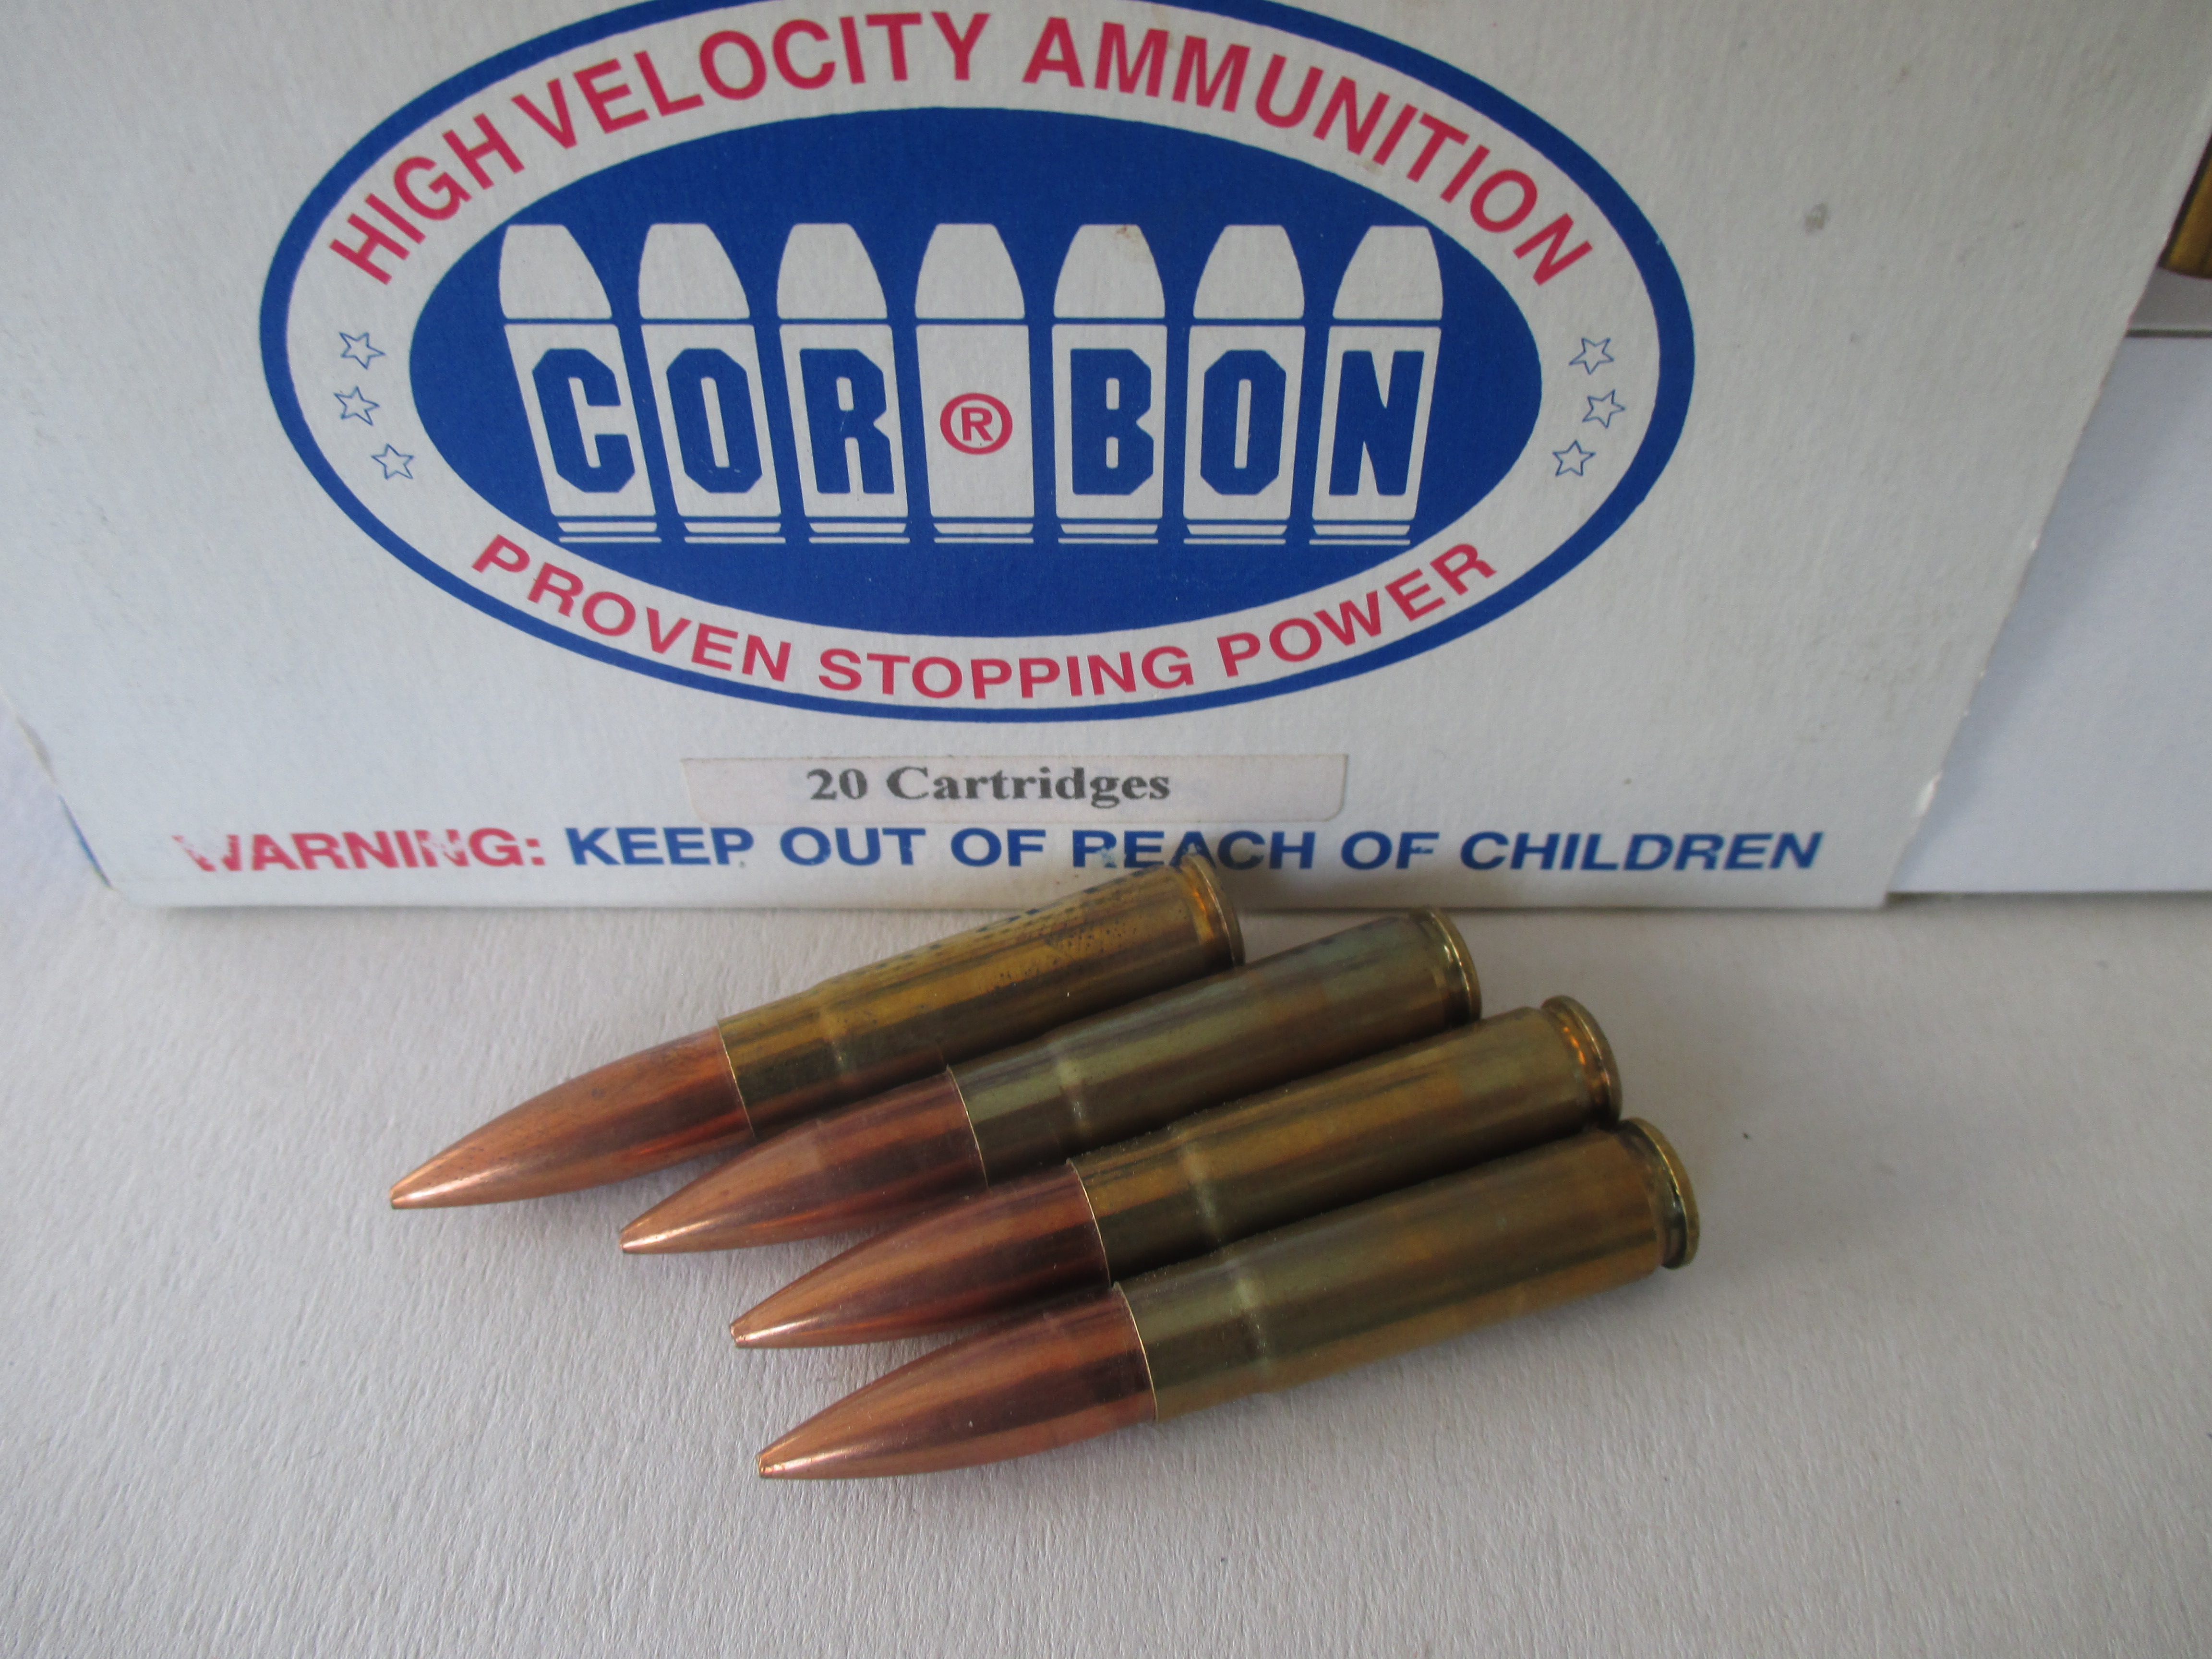 HIGH VELOCITY AMMUNITION
COR ® BON
PROVEN STOPPING POWER
20 Cartridges
WARNING: KEEP OUT OF REACH OF CHILDREN